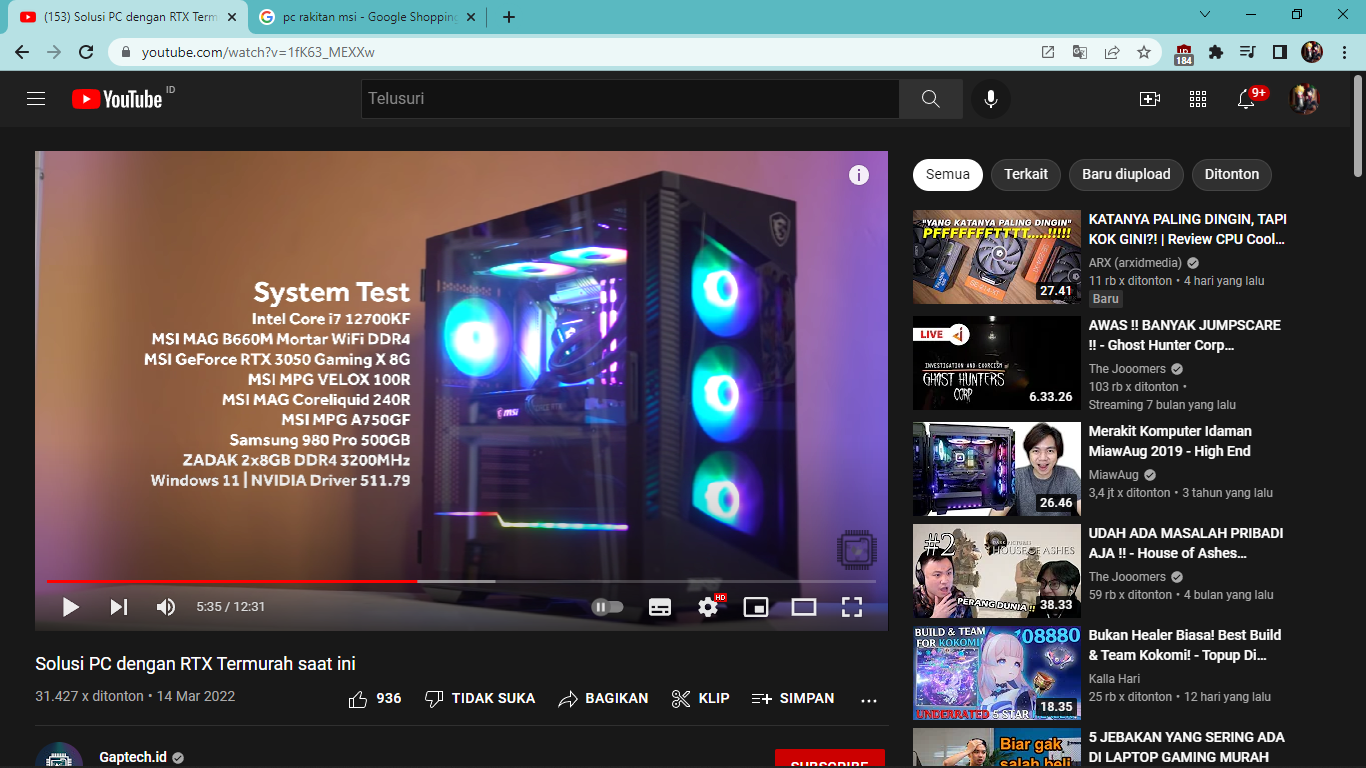 (153) Solusi PC dengan RTX Term
pc rakitan msi - Google Shopping
youtube.com/watch?v=1fK63_MEXXw
184
YouTube ID
Telusuri
9+
System Test
Intel Core i7 12700KF
MSI MAG B660M Mortar WiFi DDR4
MSI GeForce RTX 3050 Gaming X 8G
MSI MPG VELOX 100R
MSI MAG Coreliquid 240R
MSI MPG A750GF
Samsung 980 Pro 500GB
ZADAK 2x8GB DDR4 3200MHz
Windows 11 | NVIDIA Driver 511.79
msi
5:35 / 12:31
HD
Solusi PC dengan RTX Termurah saat ini
31.427 x ditonton • 14 Mar 2022
936
TIDAK SUKA
BAGIKAN
KLIP
SIMPAN
Gaptech.id
SUBSCRIBE
Semua
Terkait
Baru diupload
Ditonton
"YANG KATANYA PALING DINGIN"
PFFFFFFFTTTT.....!!!!!
27.41
KATANYA PALING DINGIN, TAPI
KOK GINI?! | Review CPU Cool...
ARX (arxidmedia)
11 rb x ditonton • 4 hari yang lalu
Baru
LIVE
INVESTIGATION AND EXORCISM of
GHOST HUNTERS
CORP
6.33.26
AWAS !! BANYAK JUMPSCARE
!! - Ghost Hunter Corp...
The Jooomers
103 rb x ditonton •
Streaming 7 bulan yang lalu
26.46
Merakit Komputer Idaman
MiawAug 2019 - High End
MiawAug
3,4 jt x ditonton • 3 tahun yang lalu
#2
HOUSE OF ASHES
PERANG DUNIA !!
38.33
UDAH ADA MASALAH PRIBADI
AJA !! - House of Ashes...
The Jooomers
59 rb x ditonton • 4 bulan yang lalu
BUILD & TEAM
FOR KOKOMI!
108880
UNDERRATED 5 STAR
18.35
Bukan Healer Biasa! Best Build
& Team Kokomi! - Topup Di...
Kalla Hari
25 rb x ditonton • 12 hari yang lalu
Biar gak
salah beli
5 JEBAKAN YANG SERING ADA
DI LAPTOP GAMING MURAH